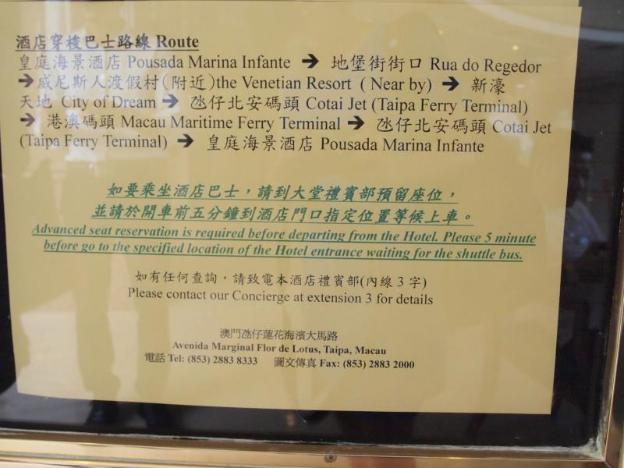 酒店穿梭巴士路線 Route
皇庭海景酒店 Pousada Marina Infante ➔ 地堡街街口 Rua do Regedor
➔威尼斯人渡假村(附近)the Venetian Resort ( Near by) ➔ 新濠
天地 City of Dream ➔ 氹仔北安碼頭 Cotai Jet (Taipa Ferry Terminal)
➔ 港澳碼頭 Macau Maritime Ferry Terminal ➔ 氹仔北安碼頭 Cotai Jet
(Taipa Ferry Terminal) ➔ 皇庭海景酒店 Pousada Marina Infante
如要乘坐酒店巴士，請到大堂禮賓部預留座位，
並請於開車前五分鐘到酒店門口指定位置等候上車。
Advanced seat reservation is required before departing from the Hotel. Please 5 minute
before go to the specified location of the Hotel entrance waiting for the shuttle bus.
如有任何查詢，請致電本酒店禮賓部(內線 3 字)
Please contact our Concierge at extension 3 for details
澳門氹仔蓮花海濱大馬路
Avenida Marginal Flor de Lotus, Taipa, Macau
電話 Tel: (853) 2883 8333 圖文傳真 Fax: (853) 2883 2000